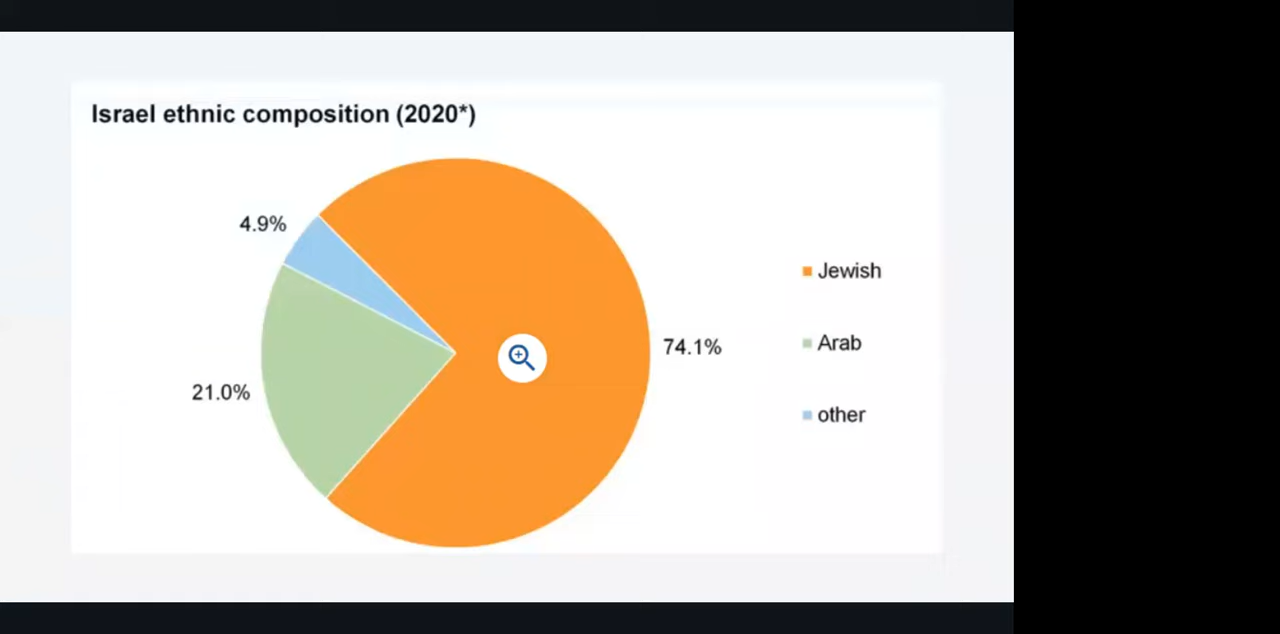 Israel ethnic composition (2020*)
4.9%
74.1%
21.0%
Jewish
Arab
other